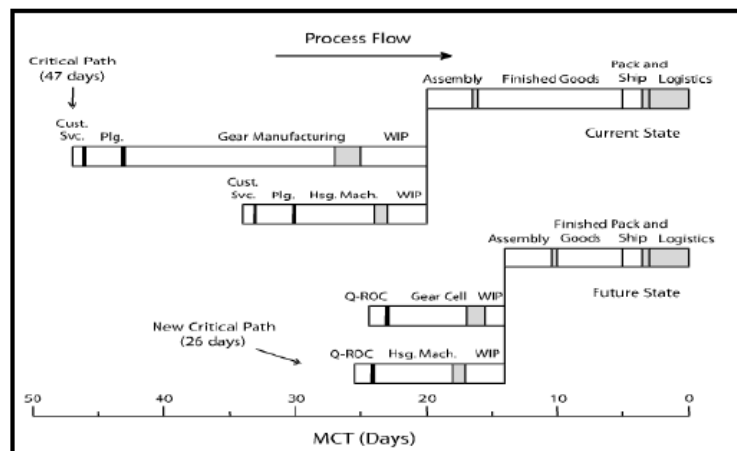 Process Flow
Critical Path
(47 days)
Pack and
Assembly Finished Goods Ship Logistics
Current State
Cust.
Svc. Plg. Gear Manufacturing WIP
Cust.
Svc. Plg. Hsg. Mach. WIP
Finished Pack and
Assembly Goods Ship Logistics
Future State
Q-ROC Gear Cell WIP
New Critical Path
(26 days)
Q-ROC Hsg. Mach. WIP
50 40 30 20 10 0
MCT (Days)